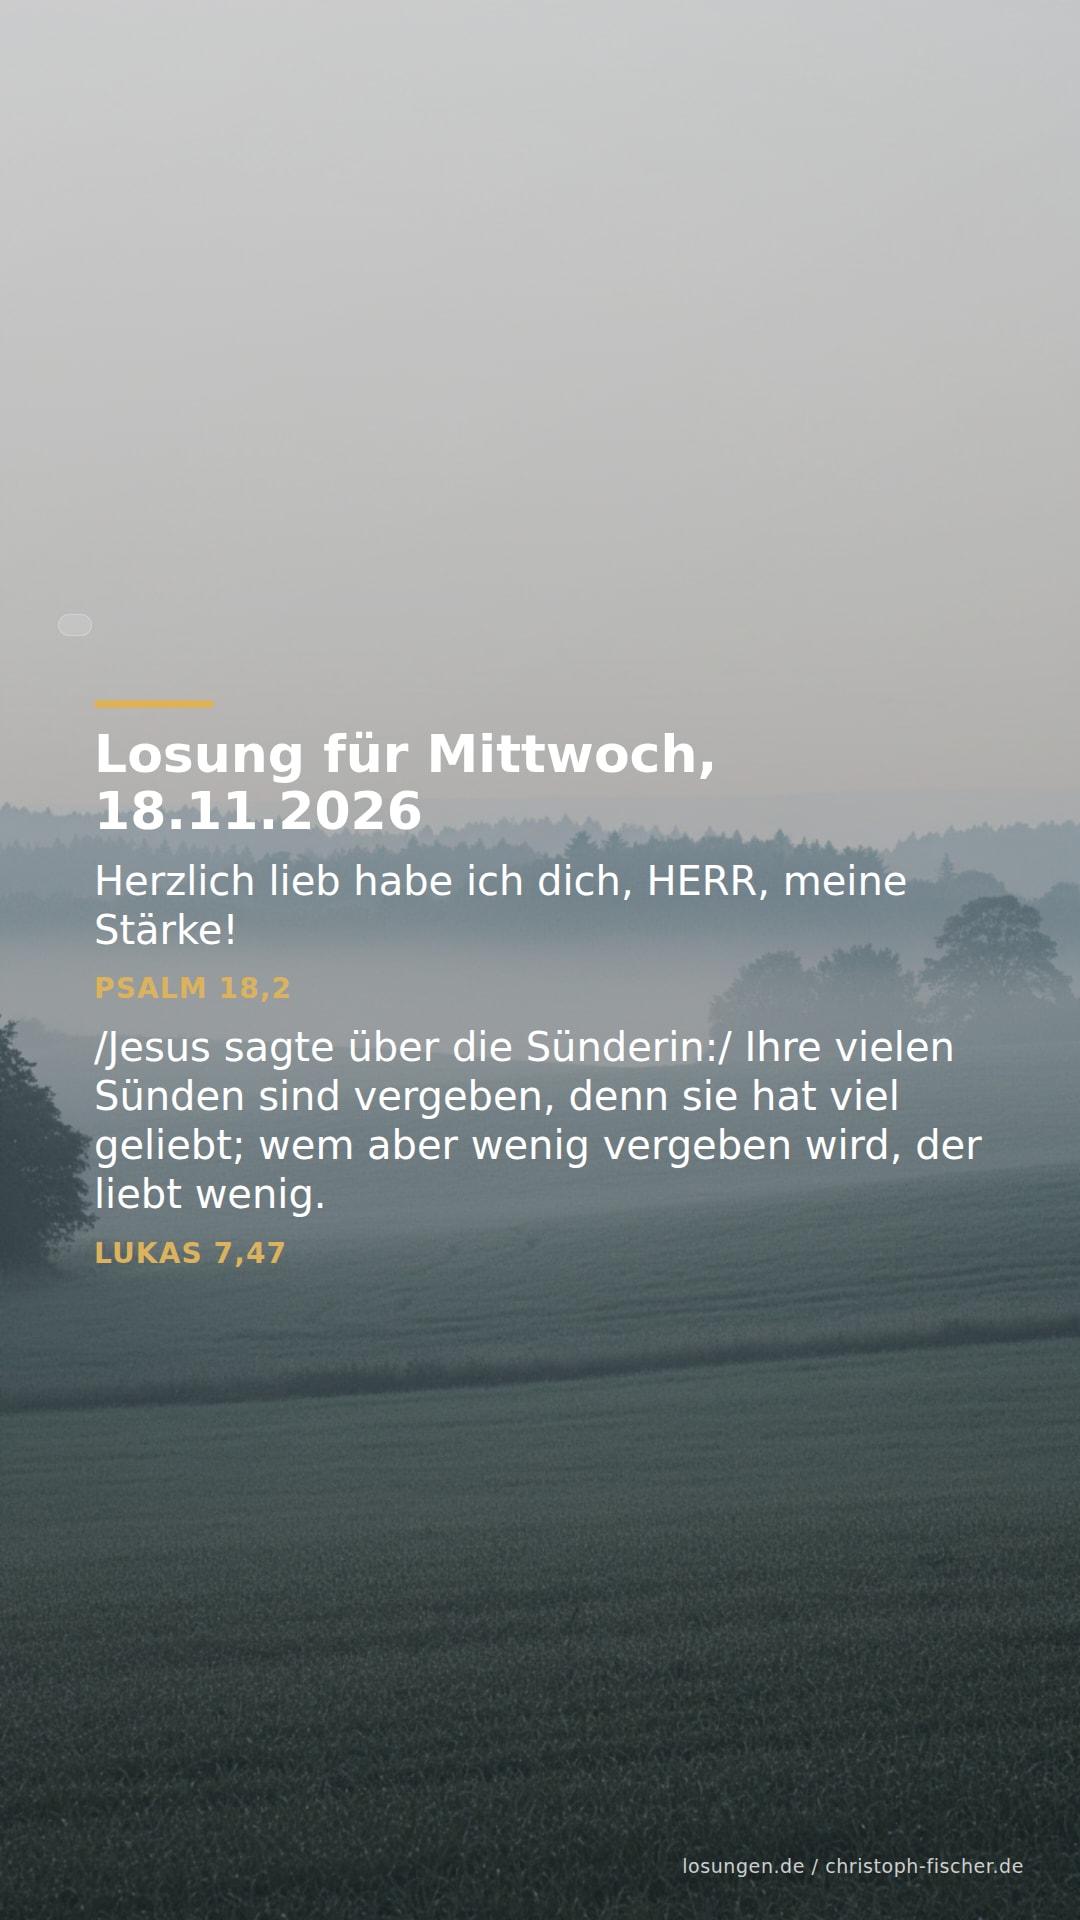 Losung für Mittwoch,
18.11.2026
Herzlich lieb habe ich dich, HERR, meine
Stärke!
PSALM 18,2
/Jesus sagte über die Sünderin:/ Ihre vielen
Sünden sind vergeben, denn sie hat viel
geliebt; wem aber wenig vergeben wird, der
liebt wenig.
LUKAS 7,47
losungen.de / christoph-fischer.de